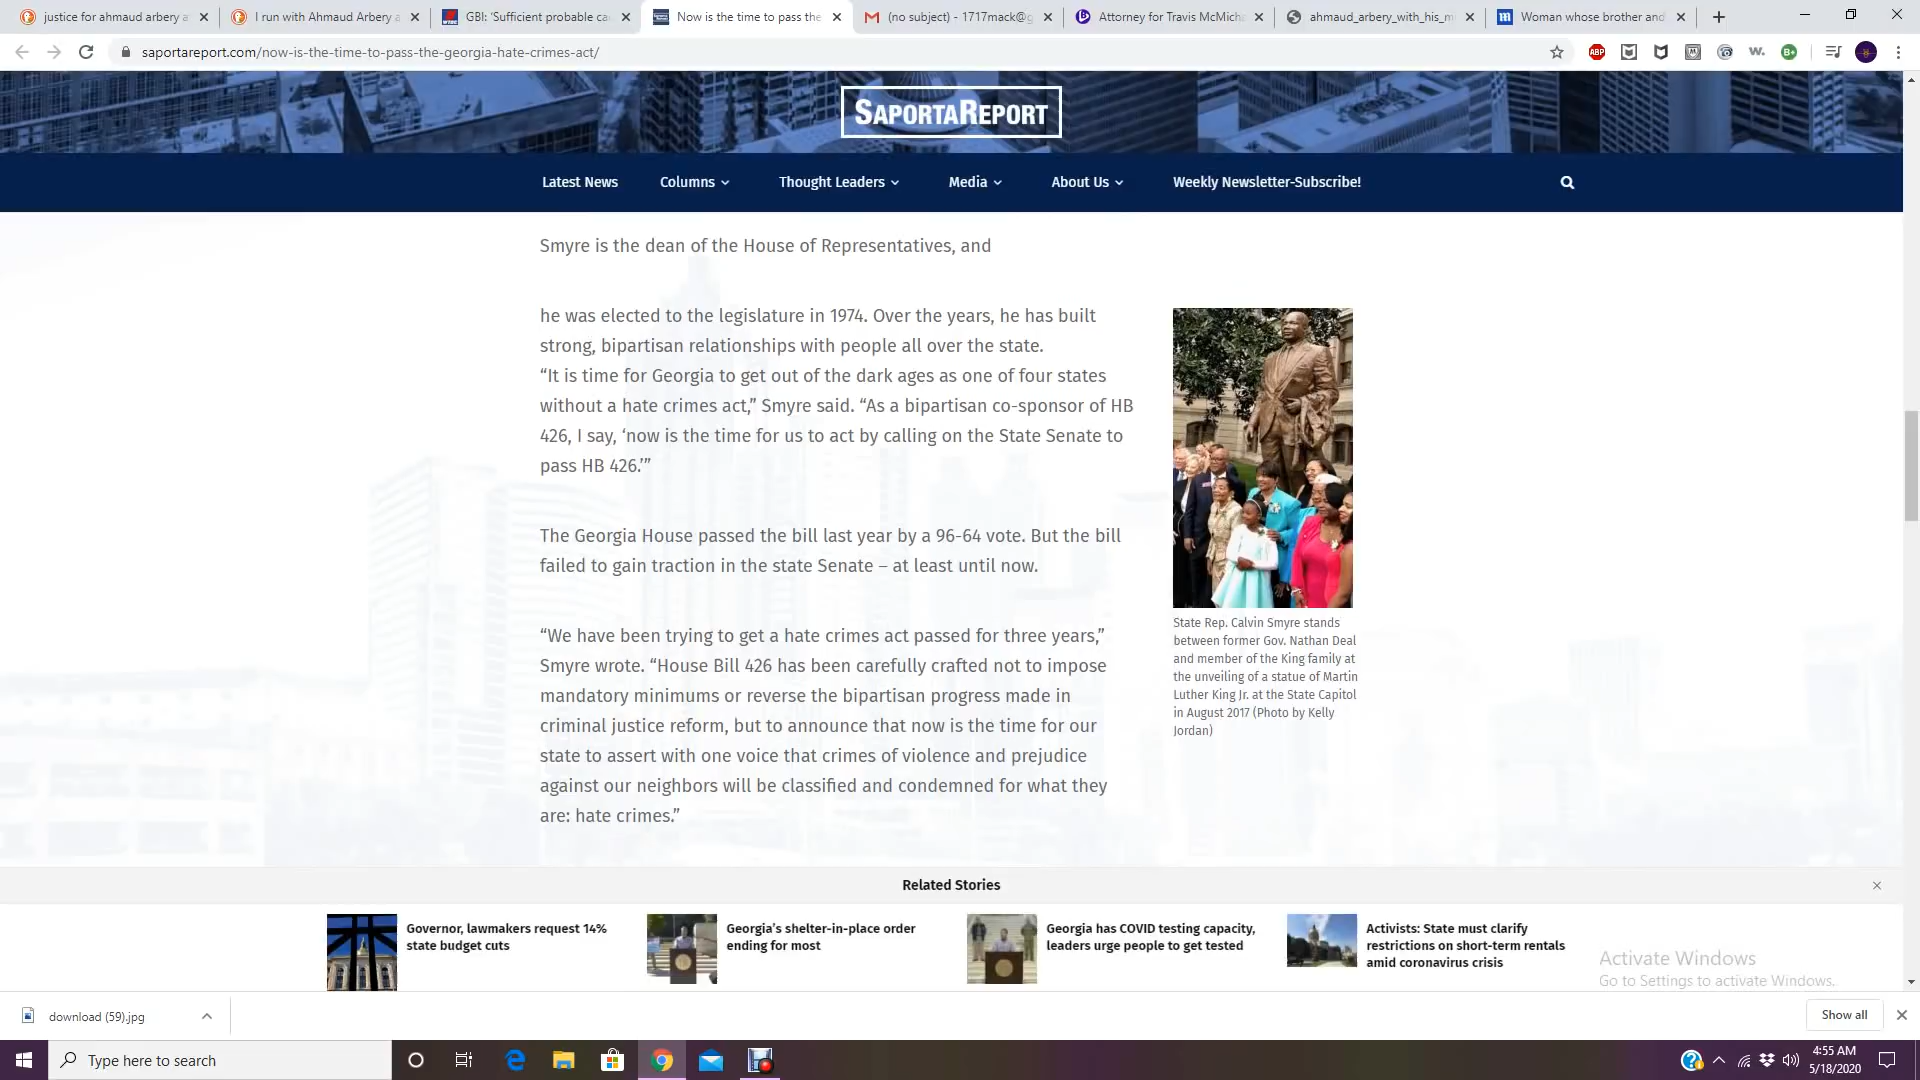 justice for ahmaud arbery a
I run with Ahmaud Arbery a
GBI: 'Sufficient probable ca
Now is the time to pass the
(no subject) - 1717mack@g
Attorney for Travis McMicha
ahmaud_arbery_with_his_m
Woman whose brother and
saportareport.com/now-is-the-time-to-pass-the-georgia-hate-crimes-act/
ABP
W.
B+
SAPORTAREPORT
Latest News
Columns
Thought Leaders
Media
About Us
Weekly Newsletter-Subscribe!
Smyre is the dean of the House of Representatives, and
he was elected to the legislature in 1974. Over the years, he has built
strong, bipartisan relationships with people all over the state.
“It is time for Georgia to get out of the dark ages as one of four states
without a hate crimes act,” Smyre said. “As a bipartisan co-sponsor of HB
426, I say, ‘now is the time for us to act by calling on the State Senate to
pass HB 426.’”
The Georgia House passed the bill last year by a 96-64 vote. But the bill
failed to gain traction in the state Senate – at least until now.
“We have been trying to get a hate crimes act passed for three years,”
Smyre wrote. “House Bill 426 has been carefully crafted not to impose
mandatory minimums or reverse the bipartisan progress made in
criminal justice reform, but to announce that now is the time for our
state to assert with one voice that crimes of violence and prejudice
against our neighbors will be classified and condemned for what they
are: hate crimes.”
State Rep. Calvin Smyre stands
between former Gov. Nathan Deal
and member of the King family at
the unveiling of a statue of Martin
Luther King Jr. at the State Capitol
in August 2017 (Photo by Kelly
Jordan)
Related Stories
Governor, lawmakers request 14%
state budget cuts
Georgia’s shelter-in-place order
ending for most
Georgia has COVID testing capacity,
leaders urge people to get tested
Activists: State must clarify
restrictions on short-term rentals
amid coronavirus crisis
Activate Windows
Go to Settings to activate Windows.
download (59).jpg
Show all
Type here to search
4:55 AM
5/18/2020